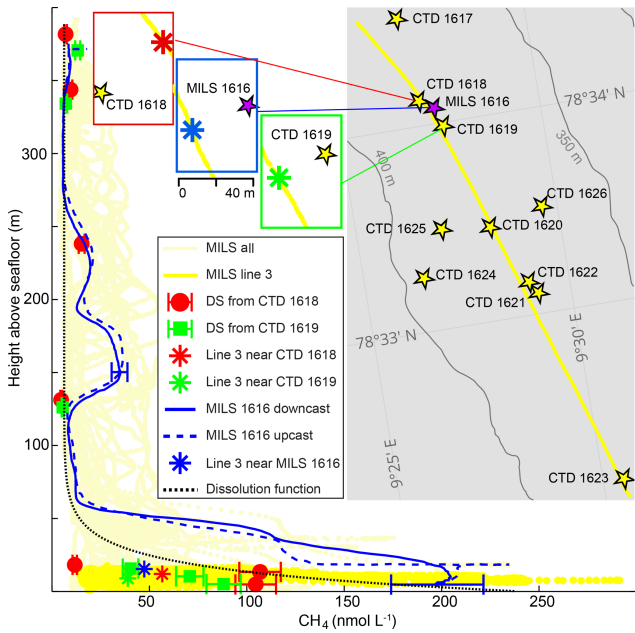 CTD 1617
CTD 1618
MILS 1616
CTD 1619
78°34' N
350 m
400 m
CTD 1626
CTD 1625
CTD 1620
CTD 1624
CTD 1622
CTD 1621
78°33' N
9°30' E
9°25' E
CTD 1623
CTD 1618
MILS 1616
CTD 1619
0 40 m
MILS all
MILS line 3
DS from CTD 1618
DS from CTD 1619
Line 3 near CTD 1618
Line 3 near CTD 1619
MILS 1616 downcast
MILS 1616 upcast
Line 3 near MILS 1616
Dissolution function
Height above seafloor (m)
300
200
100
50 100 150 200 250
CH4 (nmol L-1)